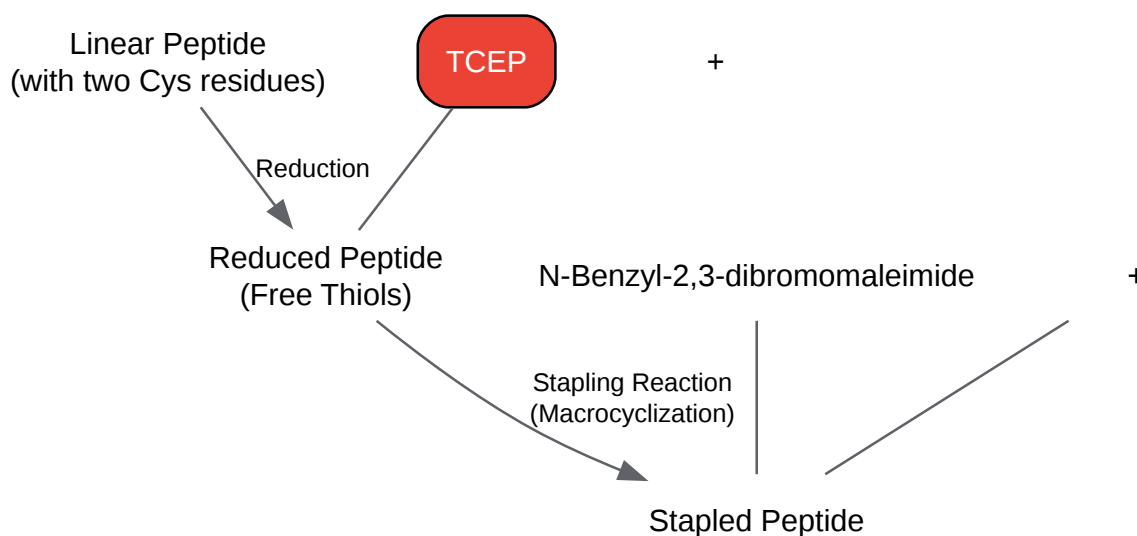 Linear Peptide
(with two Cys residues)
TCEP
+
Reduction
Reduced Peptide
(Free Thiols)
N-Benzyl-2,3-dibromomaleimide
+
Stapling Reaction
(Macrocyclization)
Stapled Peptide